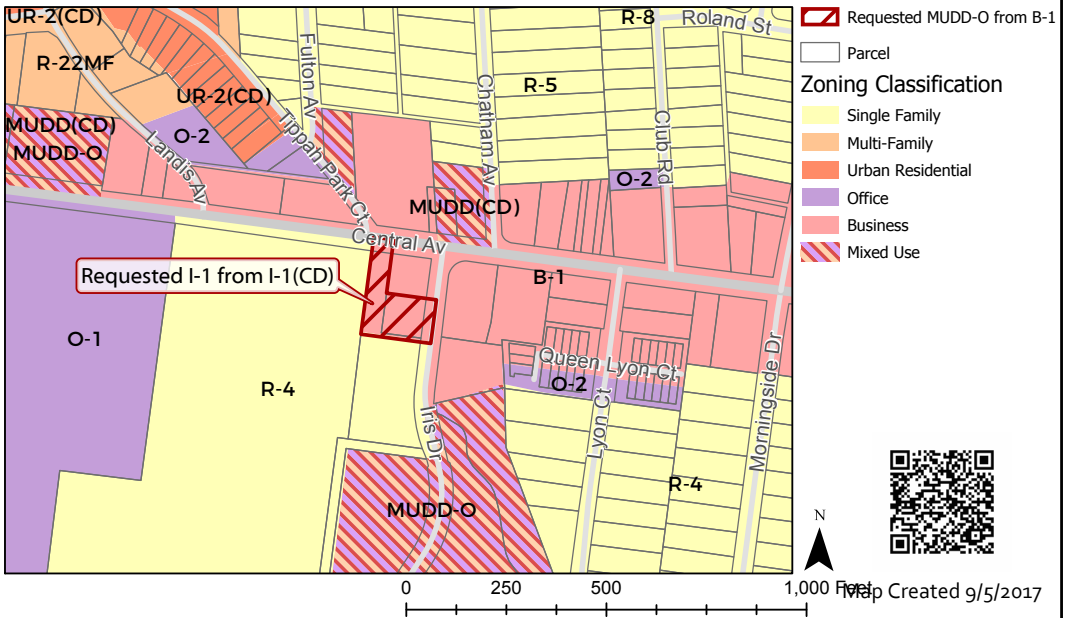 UR-2(CD)
R-22MF
UR-2(CD)
MUDD(CD)
MUDD-O
O-2
Landis Av
Tippah Park Ct
Fulton Av
R-5
R-8
Roland St
Chatham Av
Club Rd
O-2
MUDD(CD)
Central Av
Requested I-1 from I-1(CD)
B-1
O-1
R-4
Queen Lyon Ct
O-2
Lyon Ct
Iris Dr
Morningside Dr
R-4
MUDD-O
Requested MUDD-O from B-1
Parcel
Zoning Classification
Single Family
Multi-Family
Urban Residential
Office
Business
Mixed Use
N
0 250 500 1,000 Feet
Map Created 9/5/2017